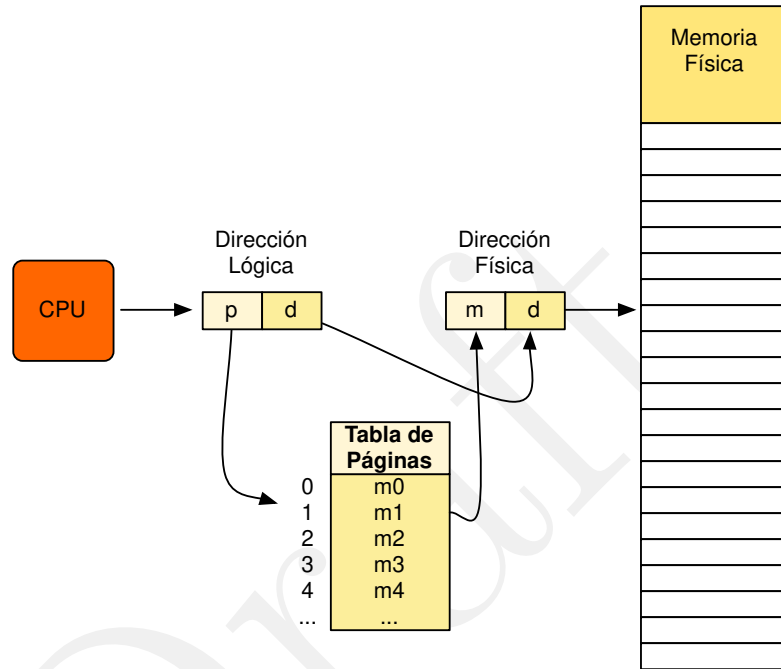 Memoria
Física
Dirección
Lógica
Dirección
Física
CPU
p d
m d
Tabla de
Páginas
0 m0
1 m1
2 m2
3 m3
4 m4
... ...
Draft